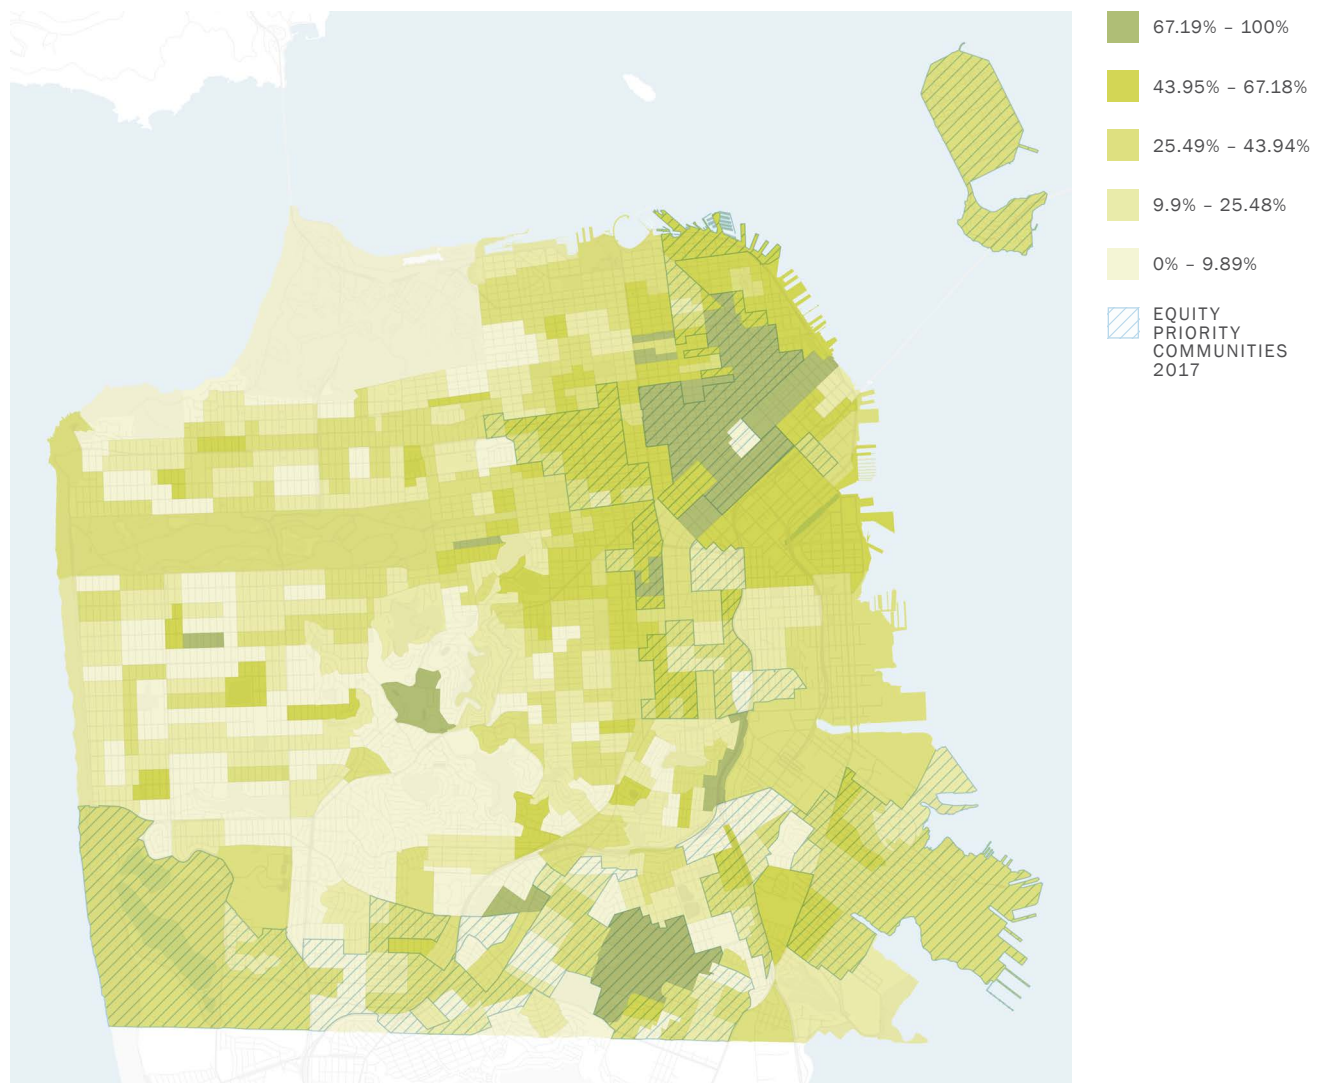 67.19% – 100%
43.95% – 67.18%
25.49% – 43.94%
9.9% – 25.48%
0% – 9.89%
EQUITY
PRIORITY
COMMUNITIES
2017